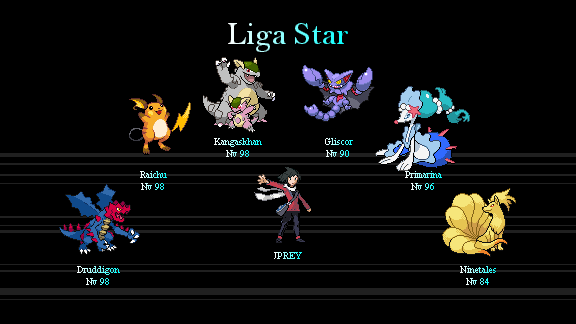 Liga Star
Kangaskhan
Nv 98
Gliscor
Nv 90
Raichu
Nv 98
Primarina
Nv 96
JPREY
Druddigon
Nv 98
Ninetales
Nv 84